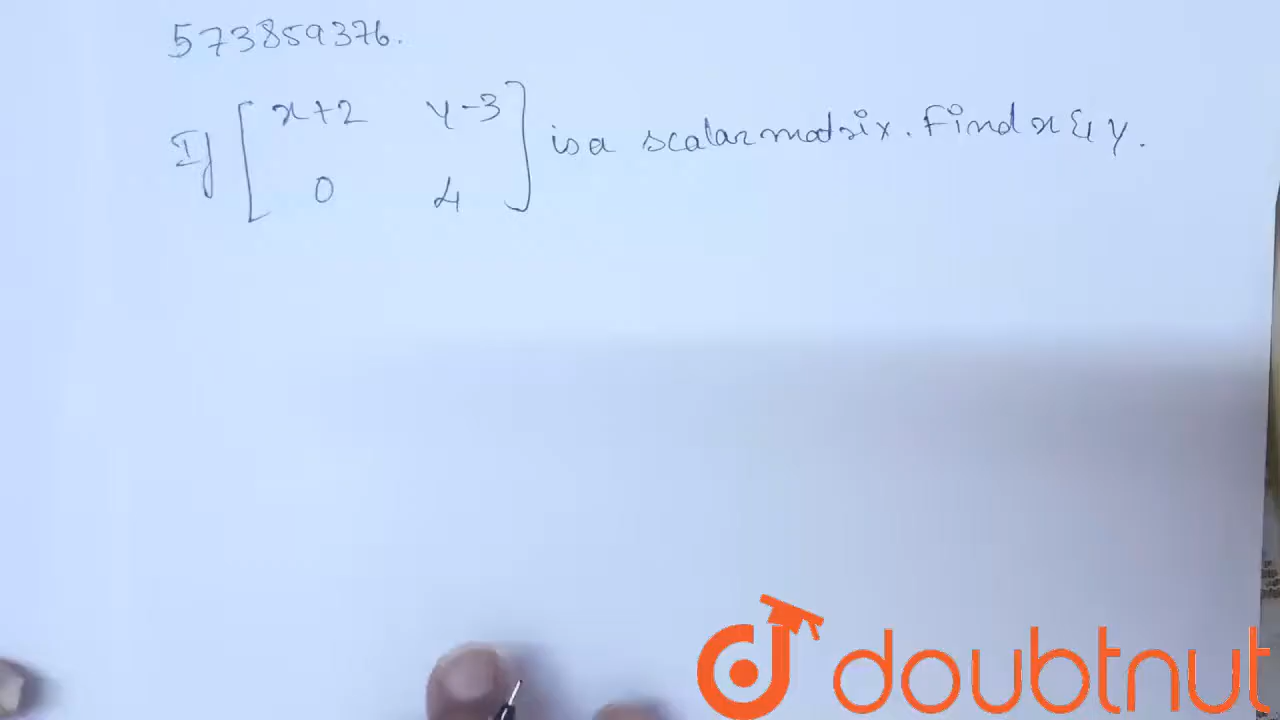 573859376.
If [x+2 y-3
0 4] is a scalar matrix. Find x & y.
doubtnut